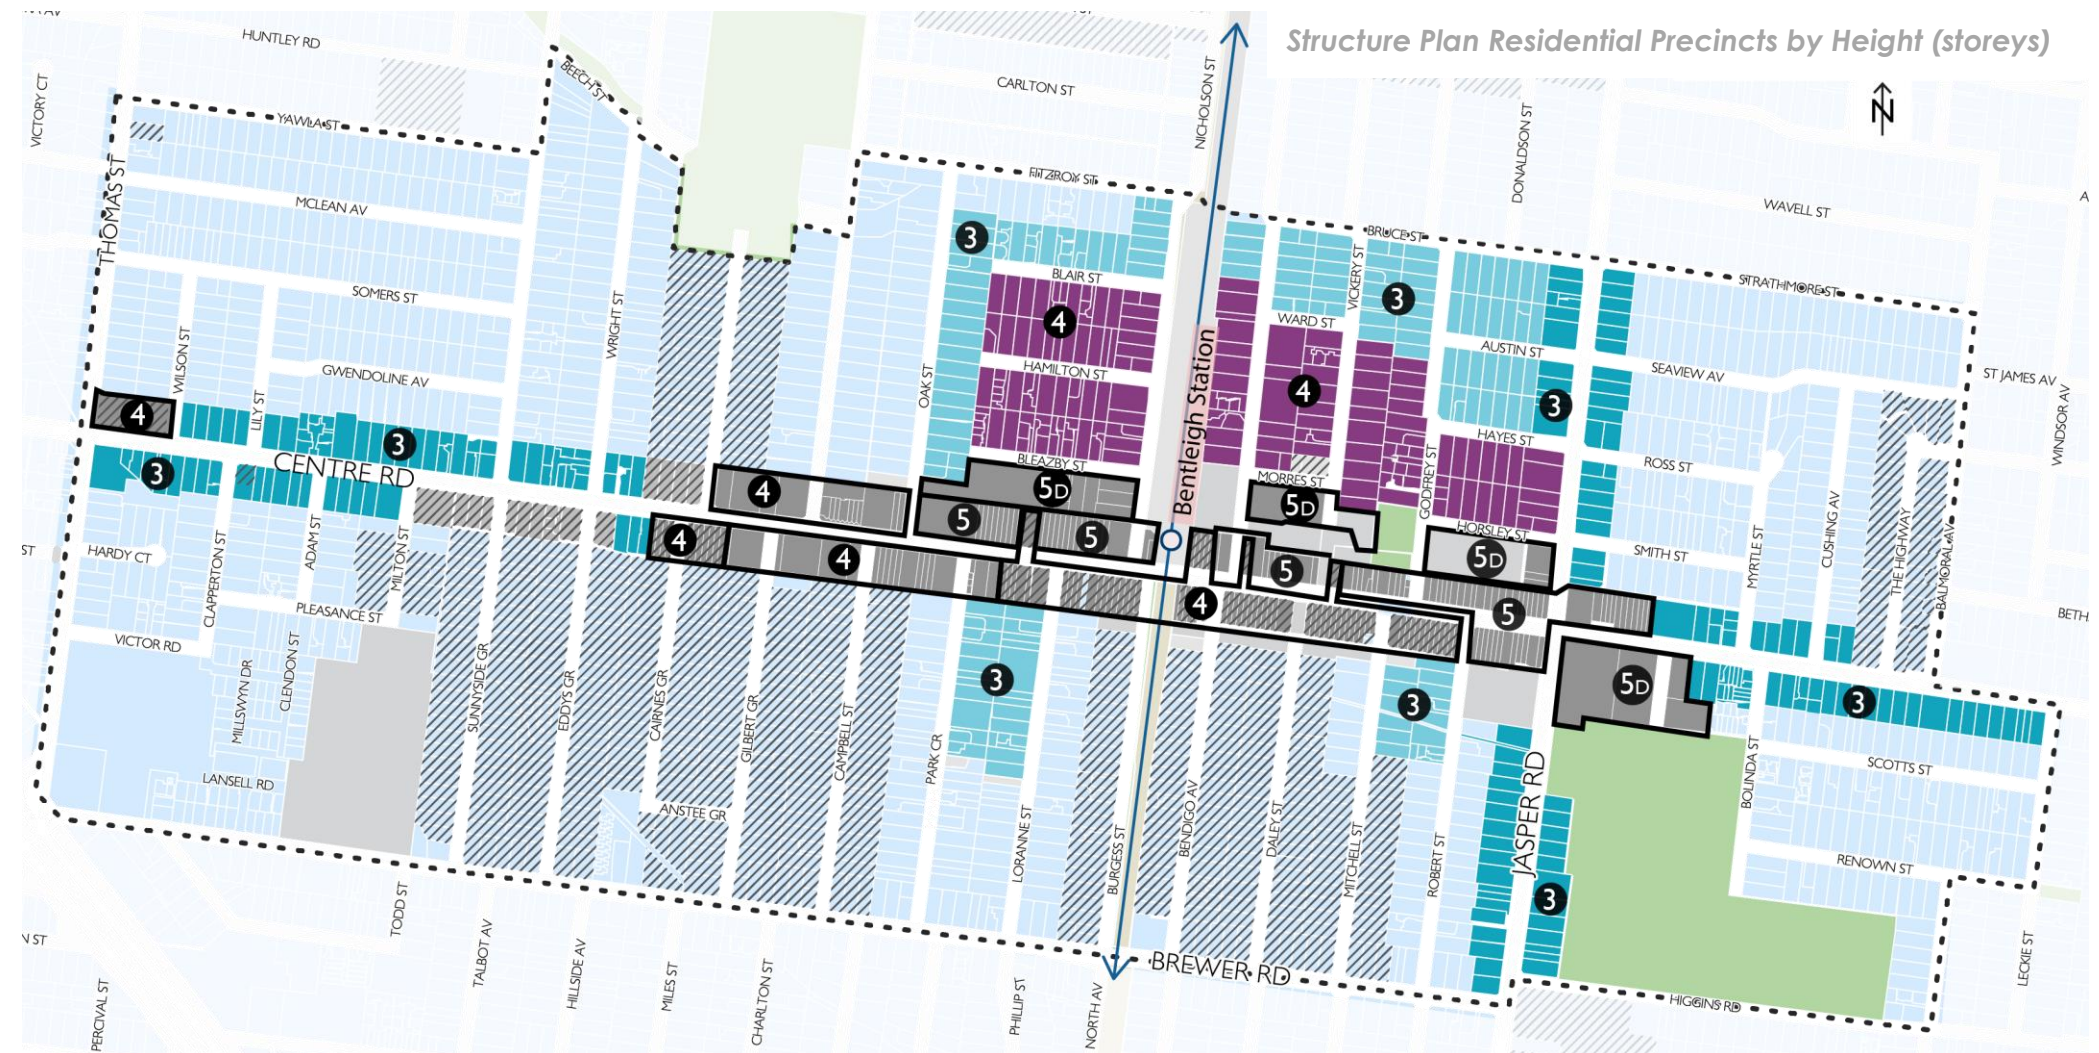 Structure Plan Residential Precincts by Height (storeys)
HUNTLEY RD
BEECH ST
CARLTON ST
NICHOLSON ST
DONALDSON ST
N
VICTORY CT
YAWLA ST
THOMAS ST
MCLEAN AV
FITZROY ST
WAVELL ST
BRUCE ST
3
BLAIR ST
VICKERY ST
3
STRATHMORE ST
SOMERS ST
WRIGHT ST
4
WARD ST
AUSTIN ST
WILSON ST
GWENDOLINE AV
OAK ST
HAMILTON ST
Bentleigh Station
4
3
SEAVIEW AV
ST JAMES AV
WINDSOR AV
4
LILY ST
3
HAYES ST
GODFREY ST
ROSS ST
3
CENTRE RD
BLEAZBY ST
MORRES ST
4
5D
5D
HORSLEY ST
5
5
5
5D
SMITH ST
MYRTLE ST
CUSHING AV
THE HIGHWAY
BALMORAL AV
ST
HARDY CT
CLAPPERTON ST
ADAM ST
MILTON ST
4
4
4
5
BETH
PLEASANCE ST
VICTOR RD
MILLSWYN DR
CLENDON ST
SUNNYSIDE GR
EDDYS GR
CAIRNES GR
GILBERT GR
CAMPBELL ST
PARK CR
3
3
5D
3
LANSELL RD
ANSTEE GR
LORANNE ST
BURGESS ST
BENDIGO AV
DALEY ST
MITCHELL ST
ROBERT ST
JASPER RD
BOLINDA ST
SCOTTS ST
RENOWN ST
3
TODD ST
TALBOT AV
HILLSIDE AV
MILES ST
CHARLTON ST
PHILLIP ST
NORTH AV
BREWER RD
HIGGINS RD
LECKIE ST
N ST
PERCIVAL ST